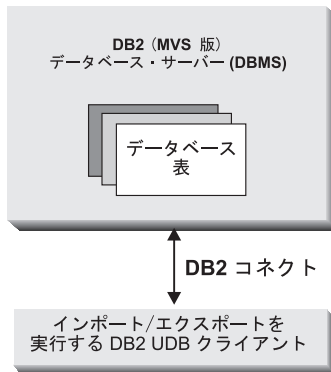 DB2 (MVS 版)
データベース・サーバー (DBMS)
データベース
表
DB2 コネクト
インポート/エクスポートを
実行する DB2 UDB クライアント